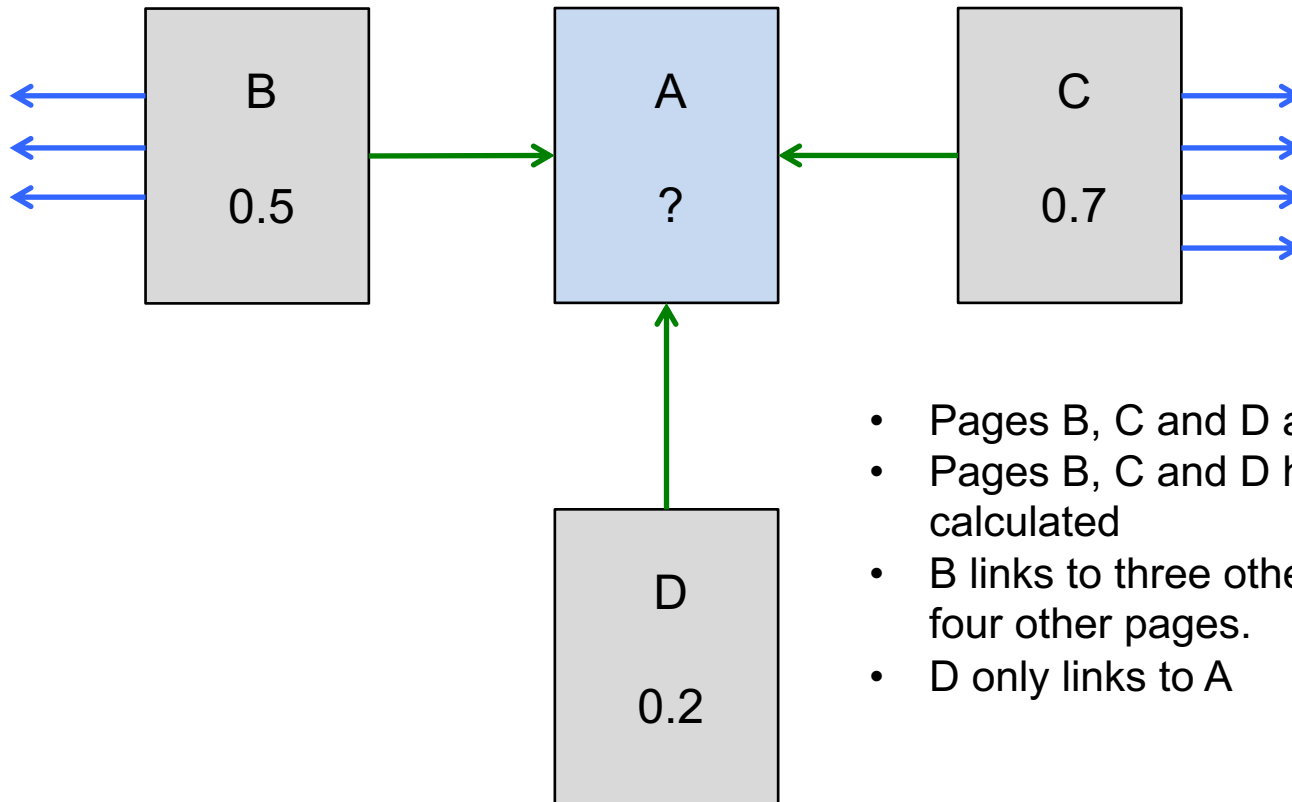 B
A
C
0.5
?
0.7
• Pages B, C and D
• Pages B, C and D
calculated
• B links to three
four other pages.
• D only links to A
D
0.2